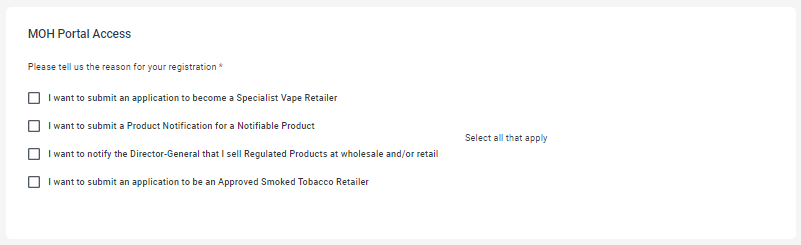 MOH Portal Access
Please tell us the reason for your registration *
I want to submit an application to become a Specialist Vape Retailer
I want to submit a Product Notification for a Notifiable Product
Select all that apply
I want to notify the Director-General that I sell Regulated Products at wholesale and/or retail
I want to submit an application to be an Approved Smoked Tobacco Retailer